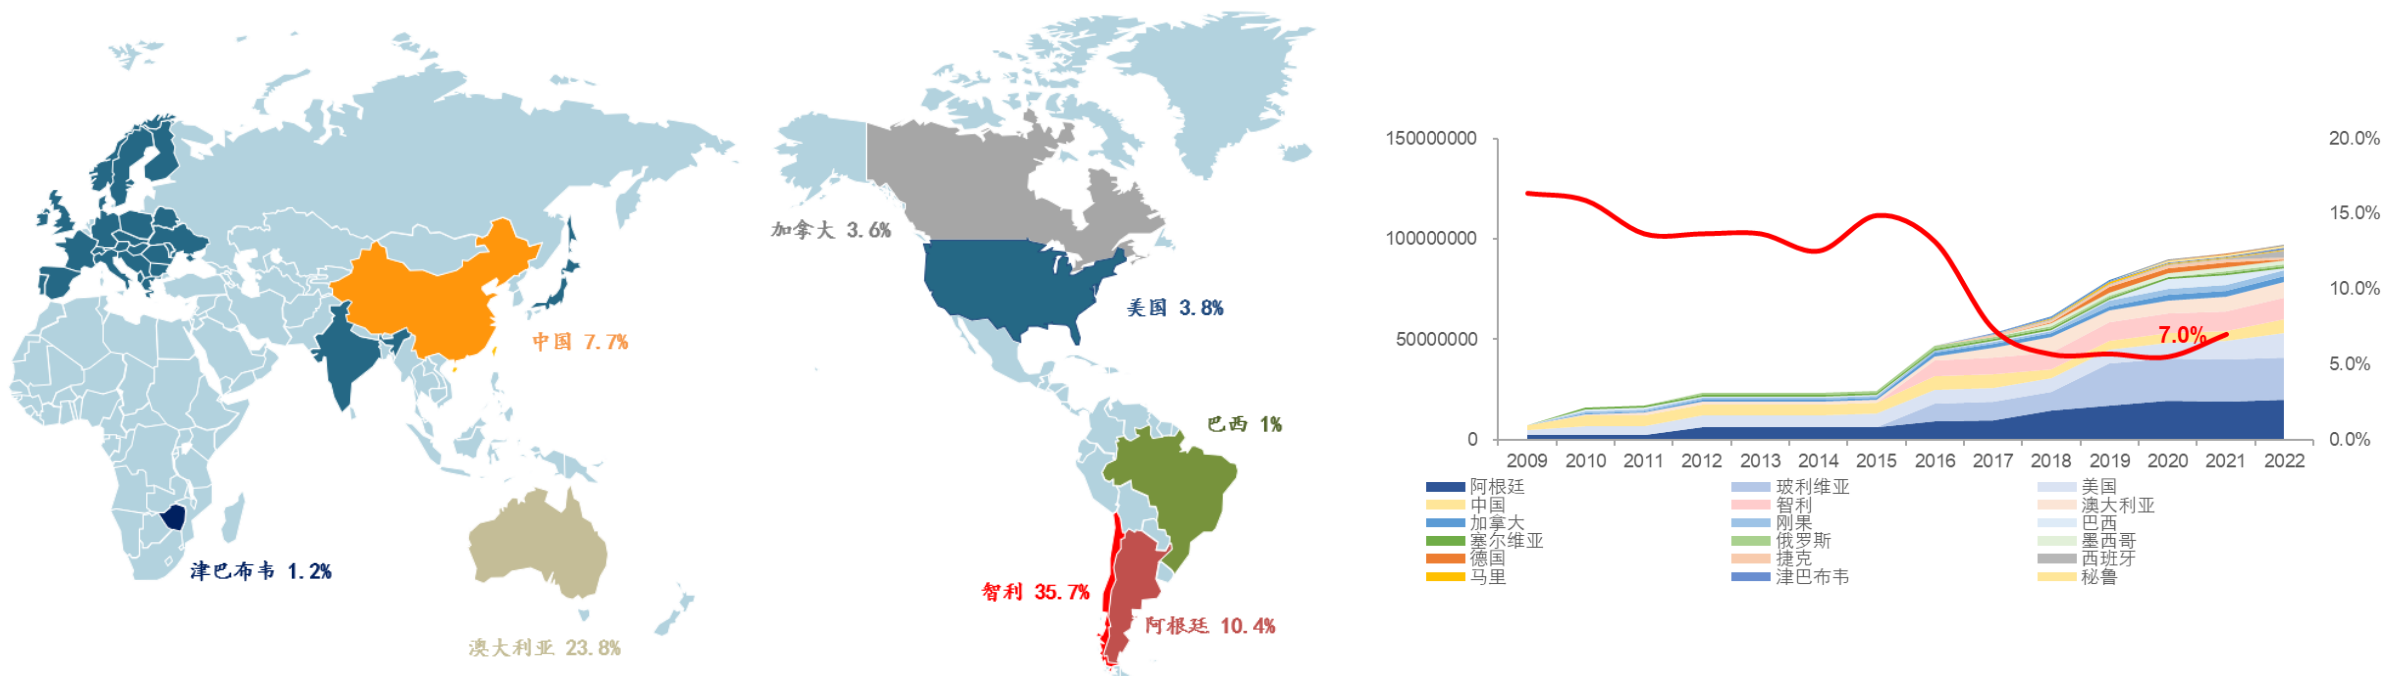 加拿大 3.6%
美国 3.8%
中国 7.7%
巴西 1%
津巴布韦 1.2%
智利 35.7%
阿根廷 10.4%
澳大利亚 23.8%
150000000
100000000
50000000
0
20.0%
15.0%
10.0%
5.0%
0.0%
7.0%
2009 2010 2011 2012 2013 2014 2015 2016 2017 2018 2019 2020 2021 2022
阿根廷 玻利维亚 美国
中国 智利 澳大利亚
加拿大 刚果 巴西
塞尔维亚 俄罗斯 墨西哥
德国 捷克 西班牙
马里 津巴布韦 秘鲁